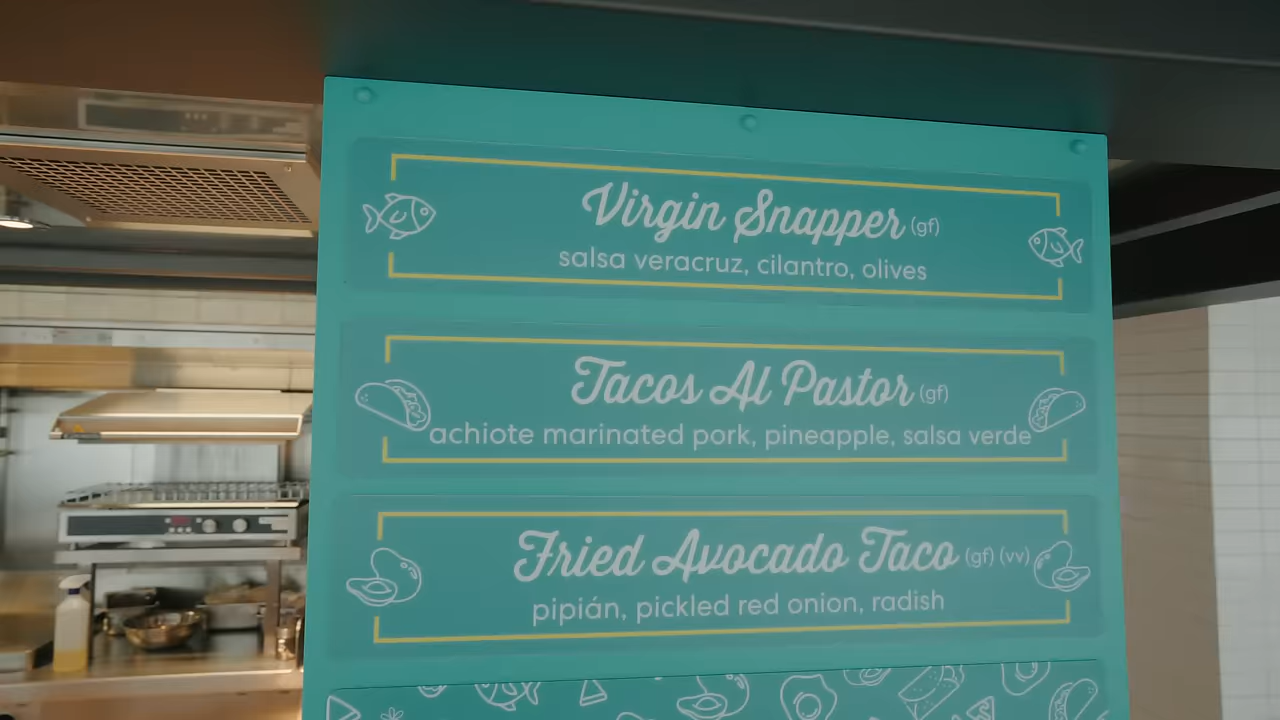 Virgin Snapper (gf)
salsa veracruz, cilantro, olives
Tacos Al Pastor (gf)
achiote marinated pork, pineapple, salsa verde
Fried Avocado Taco (gf) (vv)
pipián, pickled red onion, radish